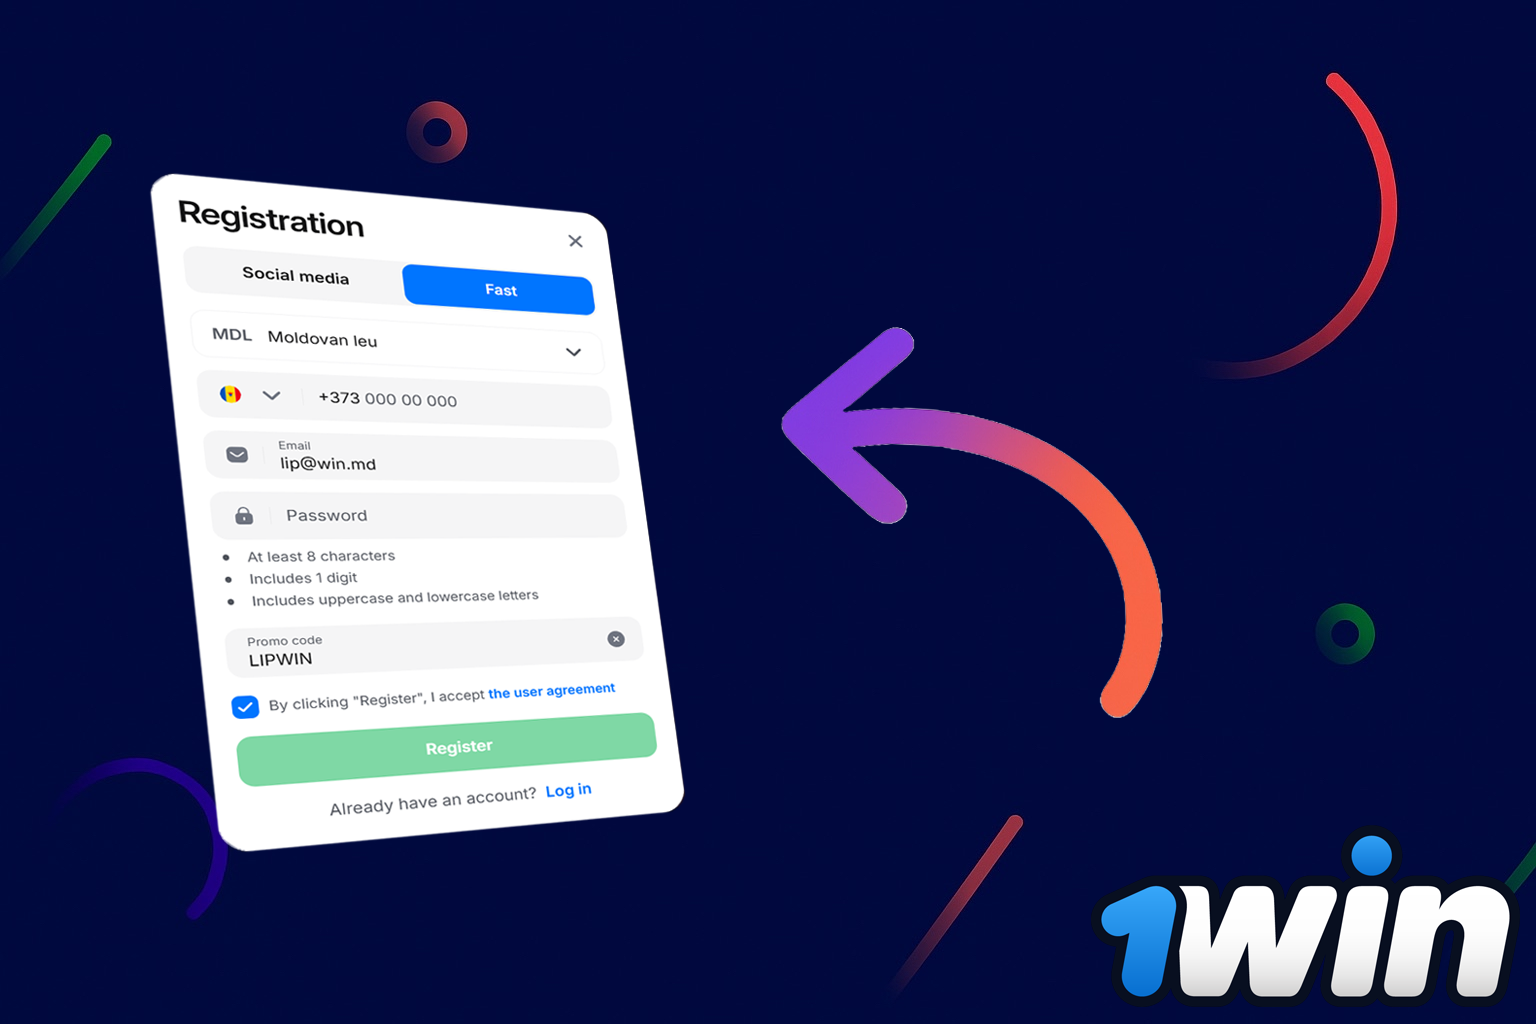 Registration
Social media
Fast
MDL Moldovan leu
+373 000 00 000
Email
lip@win.md
Password
At least 8 characters
Includes 1 digit
Includes uppercase and lowercase letters
Promo code
LIPWIN
By clicking "Register", I accept the user agreement
Register
Already have an account? Log in
1win